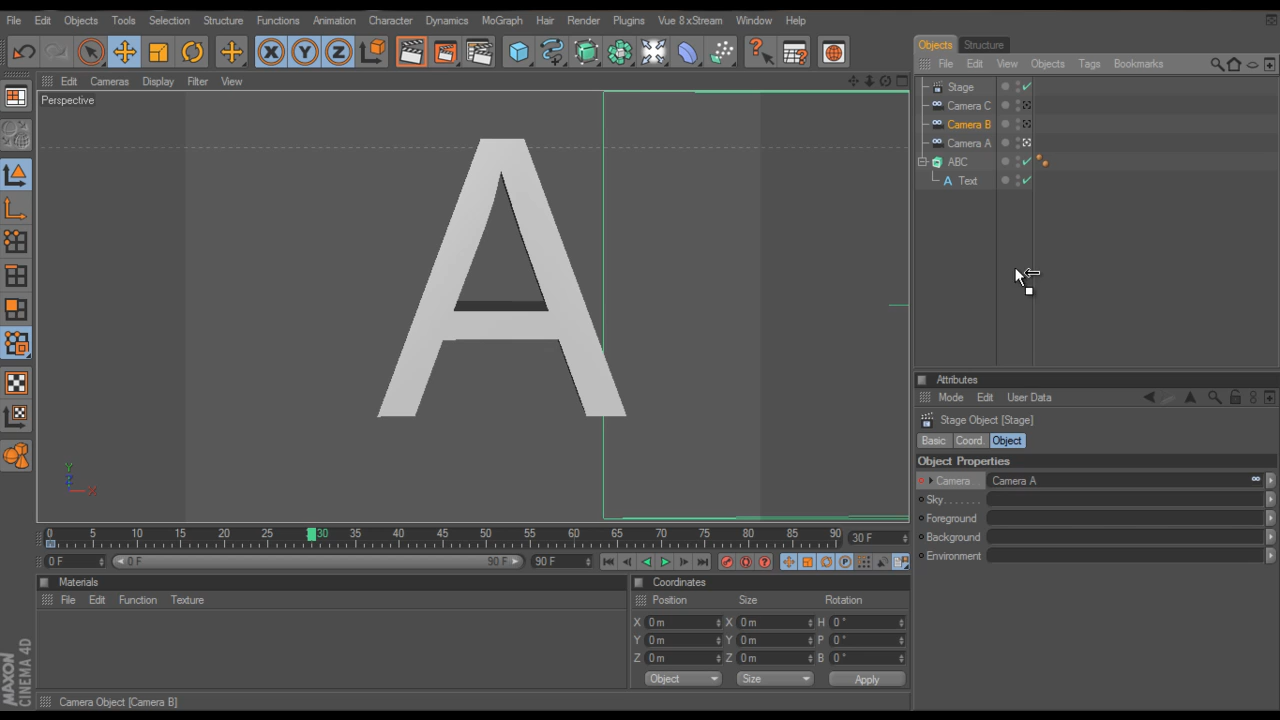 File Edit Objects Tools Selection Structure Functions Animation Character Dynamics MoGraph Hair Render Plugins Vue 8 xStream Window Help
Objects Structure
File Edit View Objects Tags Bookmarks
Edit Cameras Display Filter View
Perspective
Stage
Camera C
Camera B
Camera A
ABC
A Text
A
Attributes
Mode Edit User Data
Stage Object [Stage]
Basic Coord. Object
Object Properties
Camera Camera A
Sky
Foreground
Background
Environment
X Y Z
0 5 10 15 20 25 30 35 40 45 50 55 60 65 70 75 80 85 90 30 F
0 F 0 F 90 F 90 F
Materials
File Edit Function Texture
Coordinates
Position Size Rotation
X 0 m X 0 m H 0 °
Y 0 m Y 0 m P 0 °
Z 0 m Z 0 m B 0 °
Object Size Apply
MAXON
CINEMA 4D
Camera Object [Camera B]